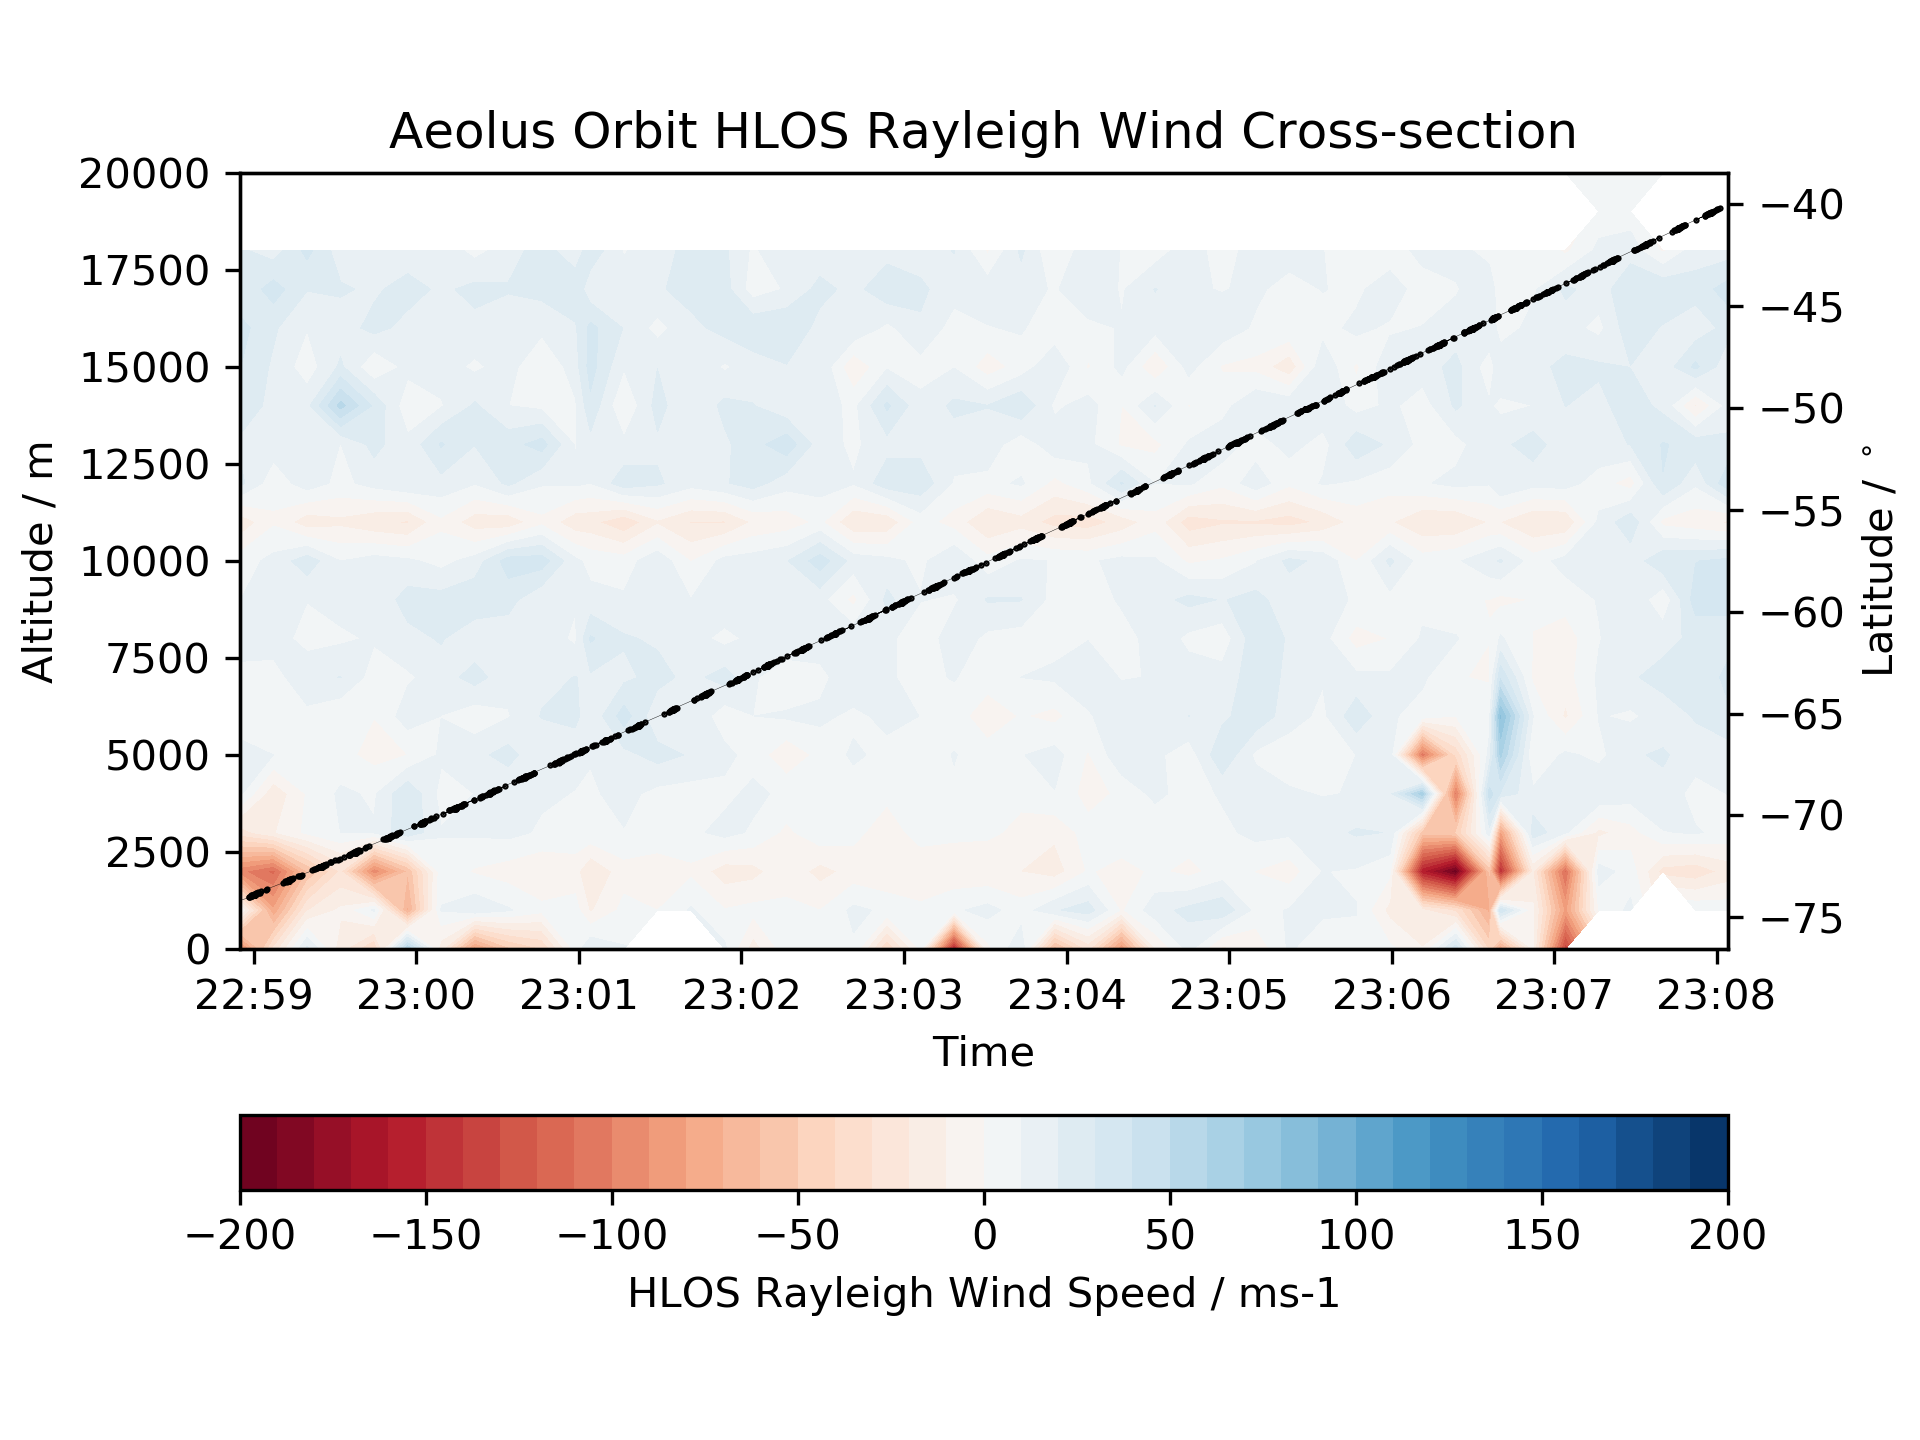 Aeolus Orbit HLOS Rayleigh Wind Cross-section
20000
17500
15000
12500
10000
7500
5000
2500
0
Altitude / m
−40
−45
−50
−55
−60
−65
−70
−75
Latitude / °
22:59 23:00 23:01 23:02 23:03 23:04 23:05 23:06 23:07 23:08
Time
−200 −150 −100 −50 0 50 100 150 200
HLOS Rayleigh Wind Speed / ms-1